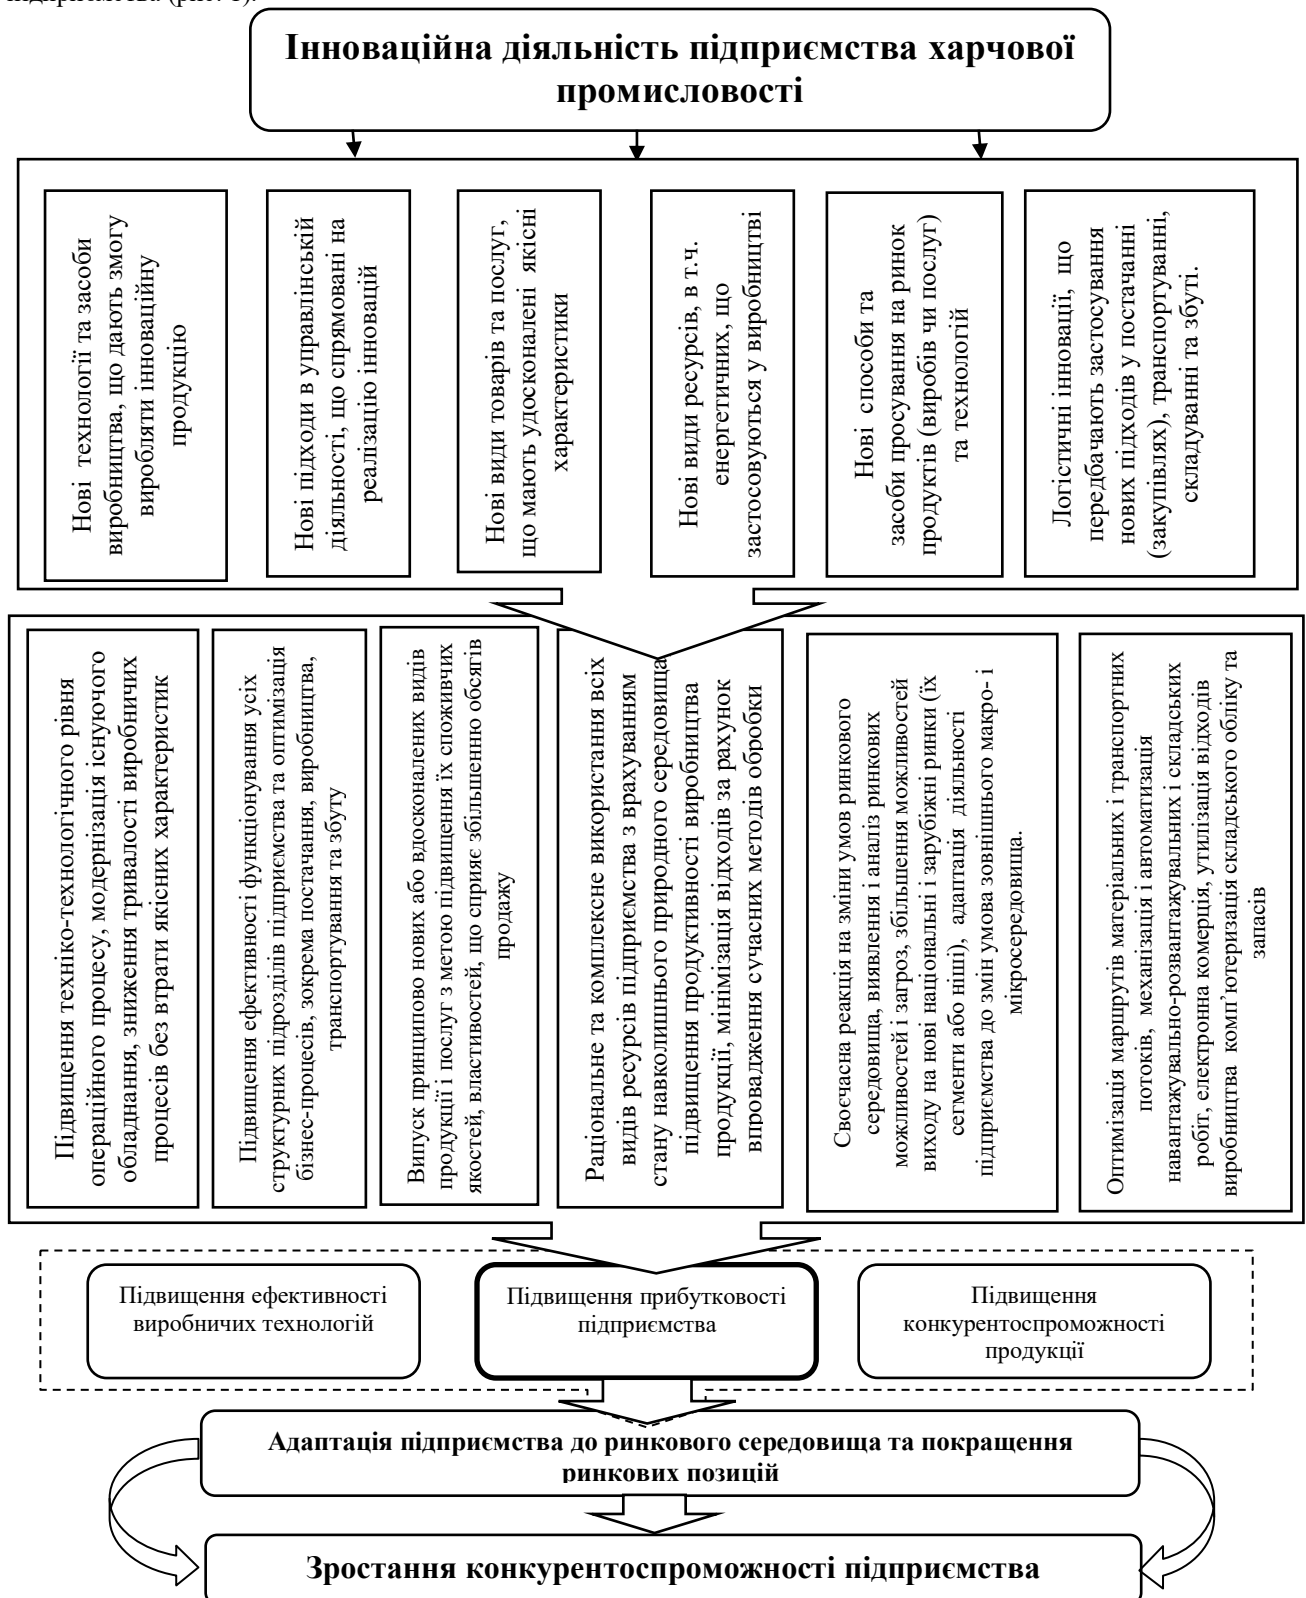 Інноваційна діяльність підприємства харчової
промисловості
Нові технології та засоби
виробництва, що дають змогу
виробляти інноваційну
продукцію
Нові підходи в управлінській
діяльності, що спрямовані на
реалізацію інновацій
Нові види товарів та послуг,
що мають удосконалені якісні
характеристики
Нові види ресурсів, в т.ч.
енергетичних, що
застосовуються у виробництві
Нові способи та
засоби просування на ринок
продуктів (виробів чи послуг)
та технологій
Логістичні інновації, що
передбачають застосування
нових підходів у постачанні
(закупівлях), транспортуванні,
складуванні та збуті.
Підвищення техніко-технологічного рівня
операційного процесу, модернізація існуючого
обладнання, зниження тривалості виробничих
процесів без втрати якісних характеристик
Підвищення ефективності функціонування усіх
структурних підрозділів підприємства та оптимізація
бізнес-процесів, зокрема постачання, виробництва,
транспортування та збуту
Випуск принципово нових або вдосконалених видів
продукції і послуг з метою підвищення їх споживчих
якостей, властивостей, що сприяє збільшенню обсягів
продажу
Раціональне та комплексне використання всіх
видів ресурсів підприємства з врахуванням
стану навколишнього природного середовища
підвищення продуктивності виробництва
продукції, мінімізація відходів за рахунок
впровадження сучасних методів обробки
Своєчасна реакція на зміни умов ринкового
середовища, виявлення і аналіз ринкових
можливостей і загроз, збільшення можливостей
виходу на нові національні і зарубіжні ринки (їх
сегменти або ніші), адаптація діяльності
підприємства до змін умова зовнішнього макро- і
мікросередовища.
Оптимізація маршрутів матеріальних і транспортних
потоків, механізація і автоматизація
навантажувально-розвантажувальних і складських
робіт, електронна комерція, утилізація відходів
виробництва комп’ютеризація складського обліку та
запасів
Підвищення ефективності
виробничих технологій
Підвищення прибутковості
підприємства
Підвищення
конкурентоспроможності
продукції
Адаптація підприємства до ринкового середовища та покращення
ринкових позицій
Зростання конкурентоспроможності підприємства